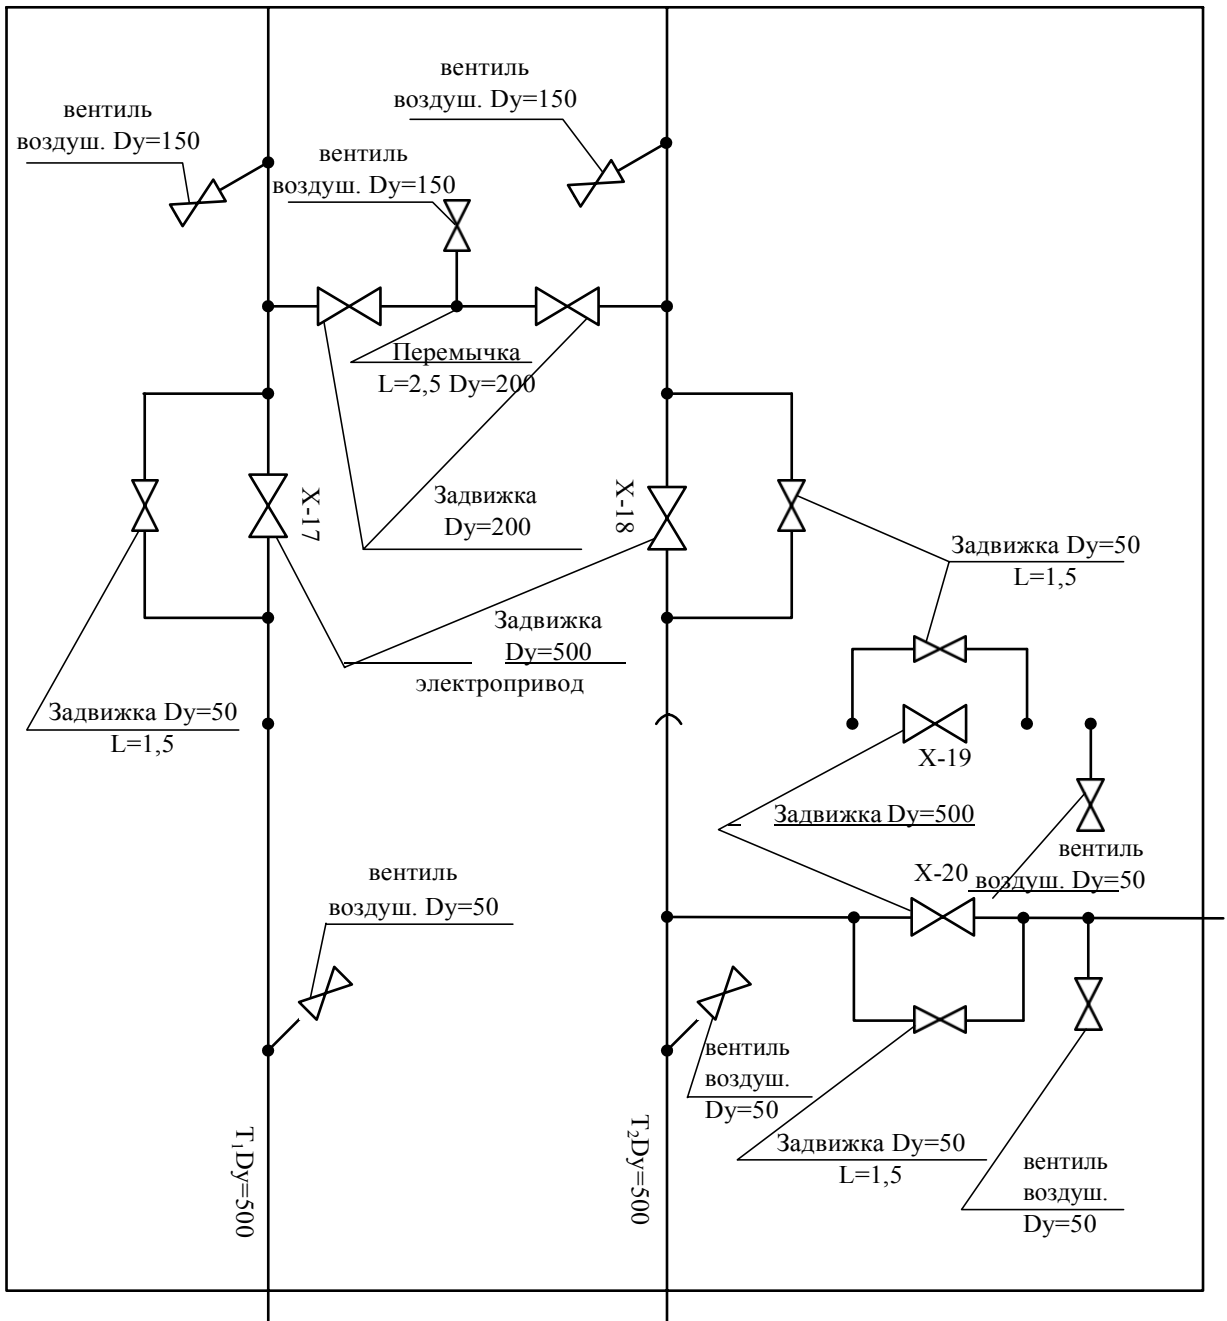 вентиль
воздуш. Dy=150
вентиль
воздуш. Dy=150
вентиль
воздуш. Dy=150
Перемычка
L=2,5 Dy=200
X-17
X-18
Задвижка
Dy=200
Задвижка Dy=50
L=1,5
Задвижка
Dy=500
электропривод
Задвижка Dy=50
L=1,5
X-19
Задвижка Dy=500
вентиль
воздуш. Dy=50
X-20
вентиль
воздуш. Dy=50
вентиль
воздуш.
Dy=50
Задвижка Dy=50
L=1,5
вентиль
воздуш.
Dy=50
T₁Dy=500
T₂Dy=500